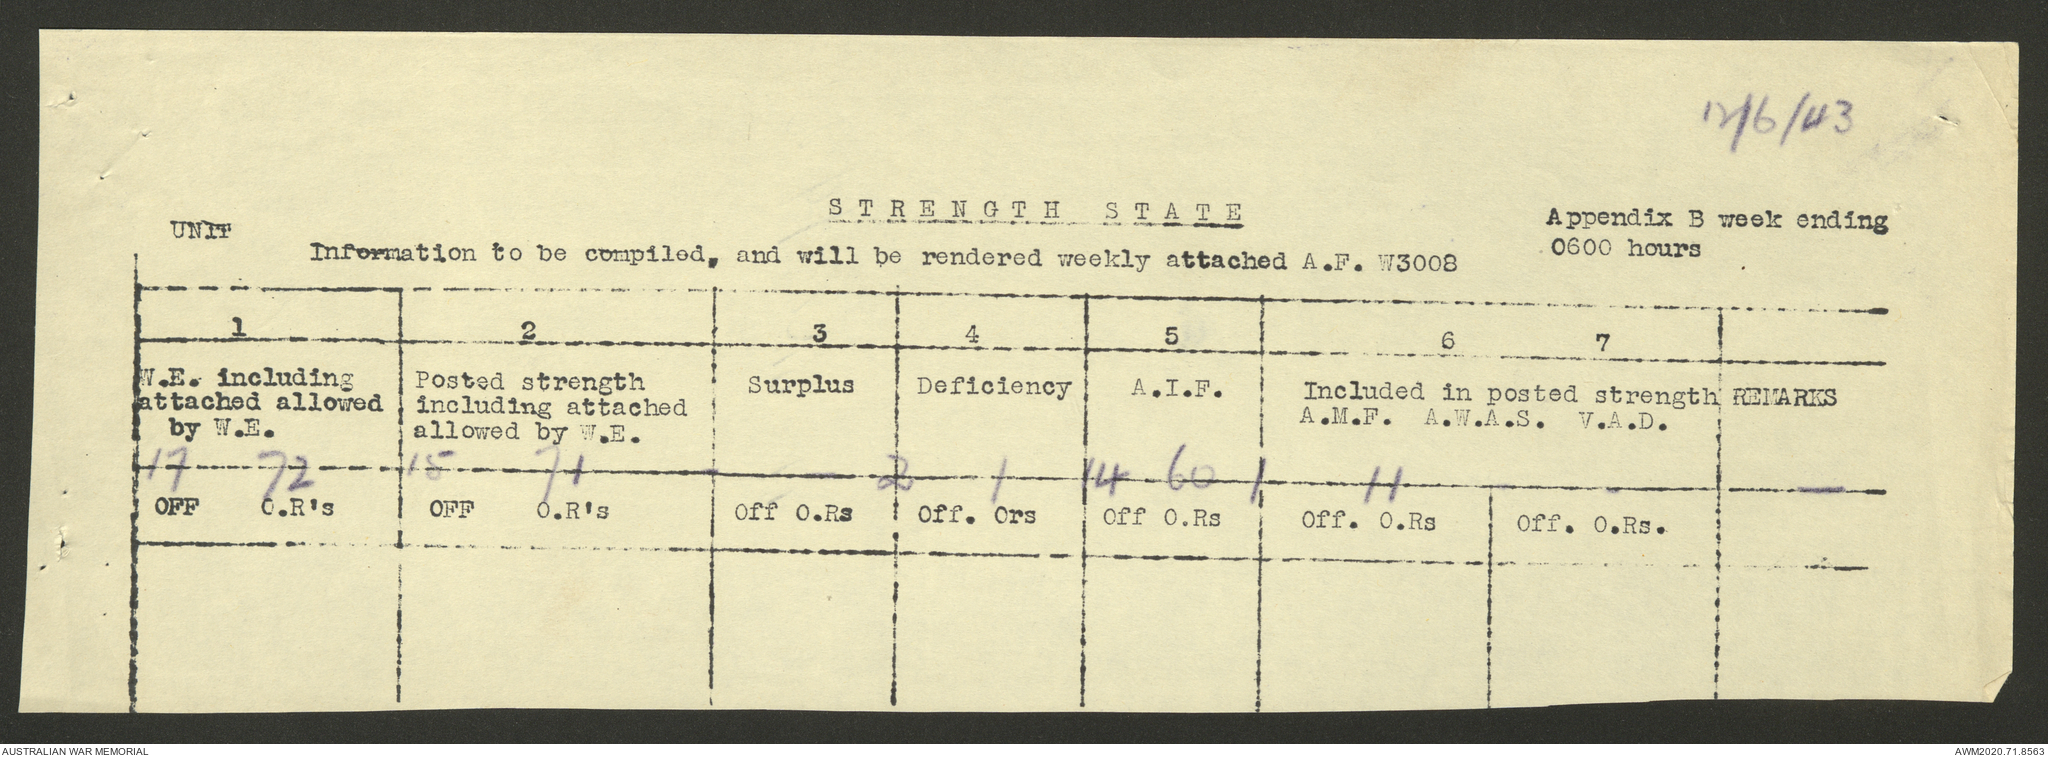 12/6/43
STRENGTH STATE
UNIT
Appendix B week ending
0600 hours
Information to be compiled, and will be rendered weekly attached A.F. W3008
1 2 3 4 5 6 7
W.E. including attached allowed by W.E.
Posted strength including attached allowed by W.E.
Surplus
Deficiency
A.I.F.
Included in posted strength
A.M.F. A.W.A.S. V.A.D.
REMARKS
17 72 15 71 - - 2 1 14 60 1 11 - - -
OFF O.R's OFF O.R's Off O.Rs Off. Ors Off O.Rs Off. O.Rs Off. O.Rs.
AUSTRALIAN WAR MEMORIAL
AWM2020.71.8563